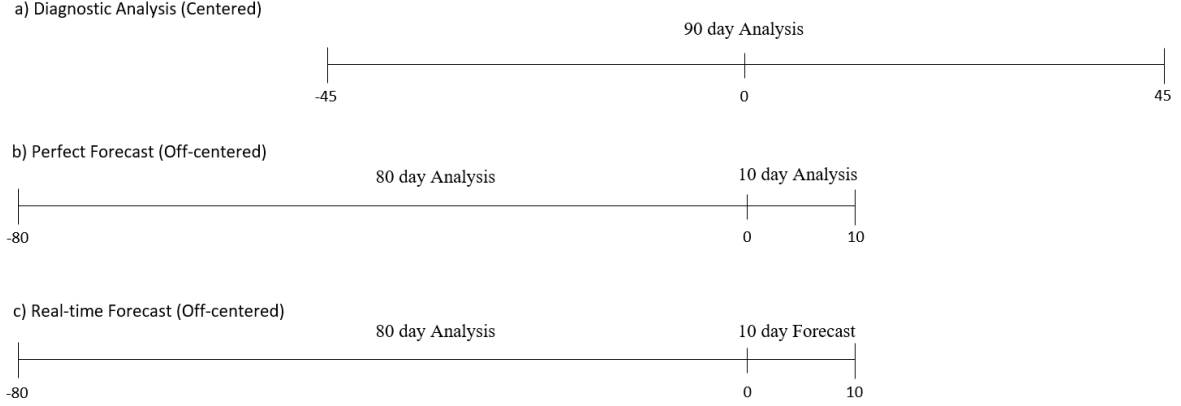 a) Diagnostic Analysis (Centered)
90 day Analysis
-45
0
45
b) Perfect Forecast (Off-centered)
80 day Analysis
10 day Analysis
-80
0
10
c) Real-time Forecast (Off-centered)
80 day Analysis
10 day Forecast
-80
0
10